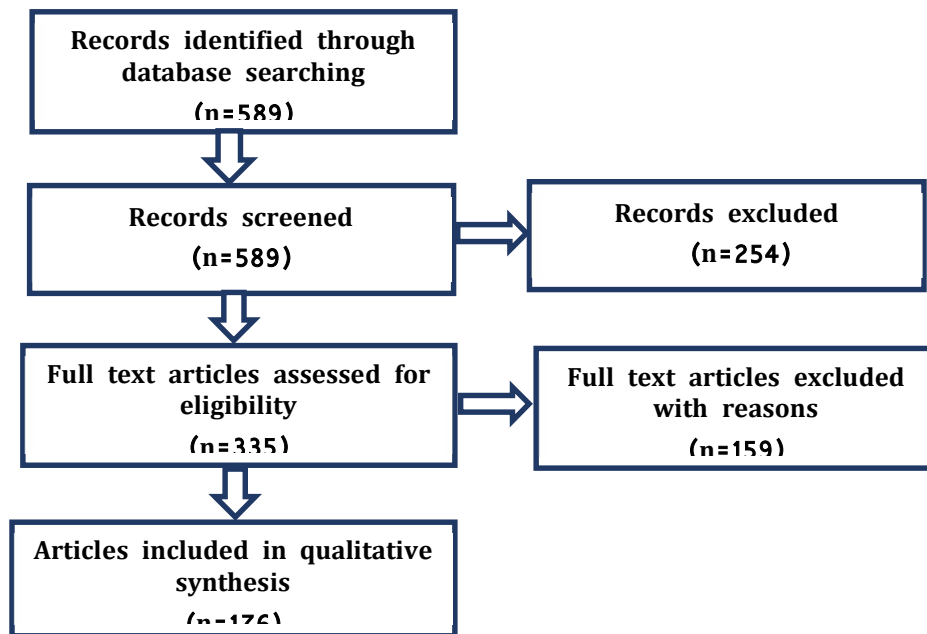 Records identified through
database searching
(n=589)
Records screened
(n=589)
Records excluded
(n=254)
Full text articles assessed for
eligibility
(n=335)
Full text articles excluded
with reasons
(n=159)
Articles included in qualitative
synthesis
(n=176)